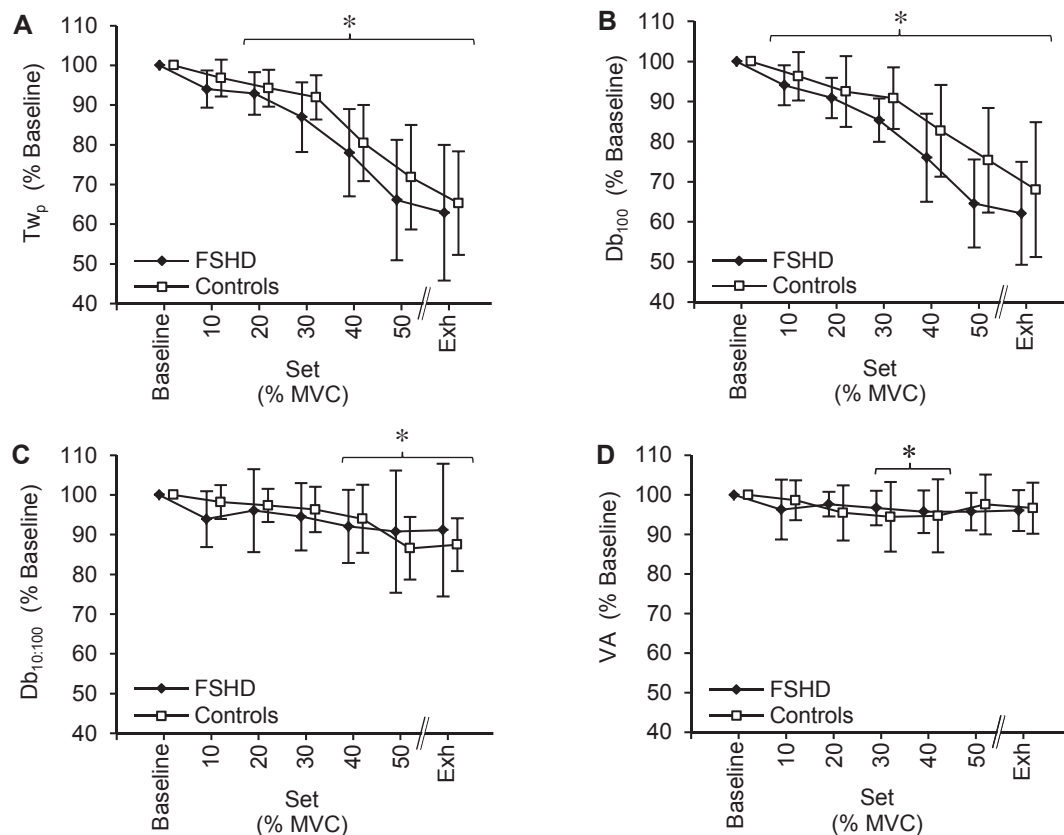 A
*
Tw_p (% Baseline)
110
100
90
80
70
60
50
40
FSHD
Controls
Baseline
10
20
30
40
50
Exh
Set
(% MVC)
B
*
Db_100 (% Baaseline)
110
100
90
80
70
60
50
40
FSHD
Controls
Baseline
10
20
30
40
50
Exh
Set
(% MVC)
C
*
Db_10:100 (% Baseline)
110
100
90
80
70
60
50
40
FSHD
Controls
Baseline
10
20
30
40
50
Exh
Set
(% MVC)
D
*
VA (% Baseline)
110
100
90
80
70
60
50
40
FSHD
Controls
Baseline
10
20
30
40
50
Exh
Set
(% MVC)